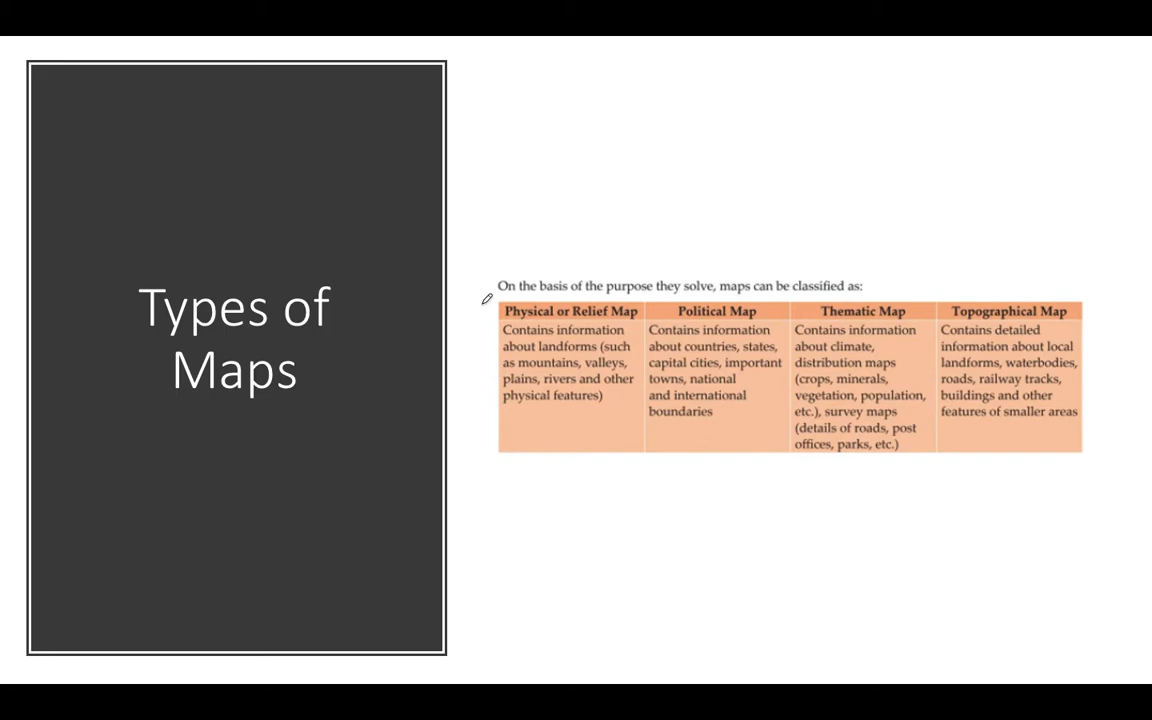 Types of
Maps
On the basis of the purpose they solve, maps can be classified as:
Physical or Relief Map
Contains information
about landforms (such
as mountains, valleys,
plains, rivers and other
physical features)
Political Map
Contains information
about countries, states,
capital cities, important
towns, national
and international
boundaries
Thematic Map
Contains information
about climate,
distribution maps
(crops, minerals,
vegetation, population,
etc.), survey maps
(details of roads, post
offices, parks, etc.)
Topographical Map
Contains detailed
information about local
landforms, waterbodies,
roads, railway tracks,
buildings and other
features of smaller areas